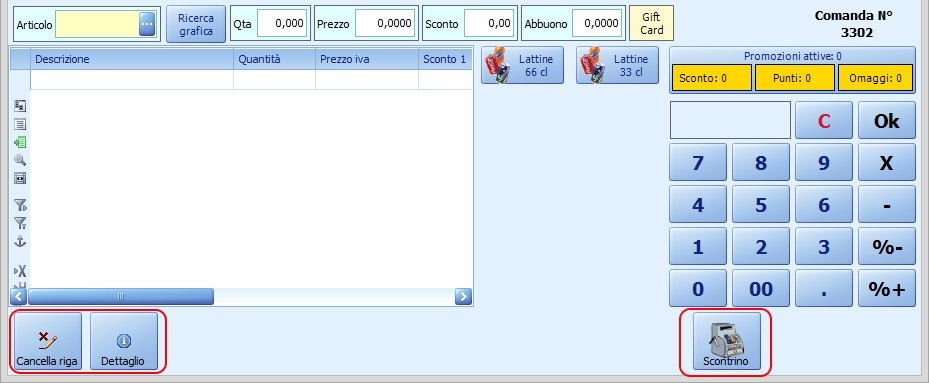 Articolo
...
Ricerca
grafica
Qta
0,000
Prezzo
0,0000
Sconto
0,00
Abbuono
0,0000
Gift
Card
Comanda N°
3302
Descrizione
Quantità
Prezzo iva
Sconto 1
Lattine
66 cl
Lattine
33 cl
Promozioni attive: 0
Sconto: 0
Punti: 0
Omaggi: 0
C
Ok
7
8
9
X
4
5
6
-
1
2
3
%-
0
00
.
%+
Cancella riga
Dettaglio
Scontrino